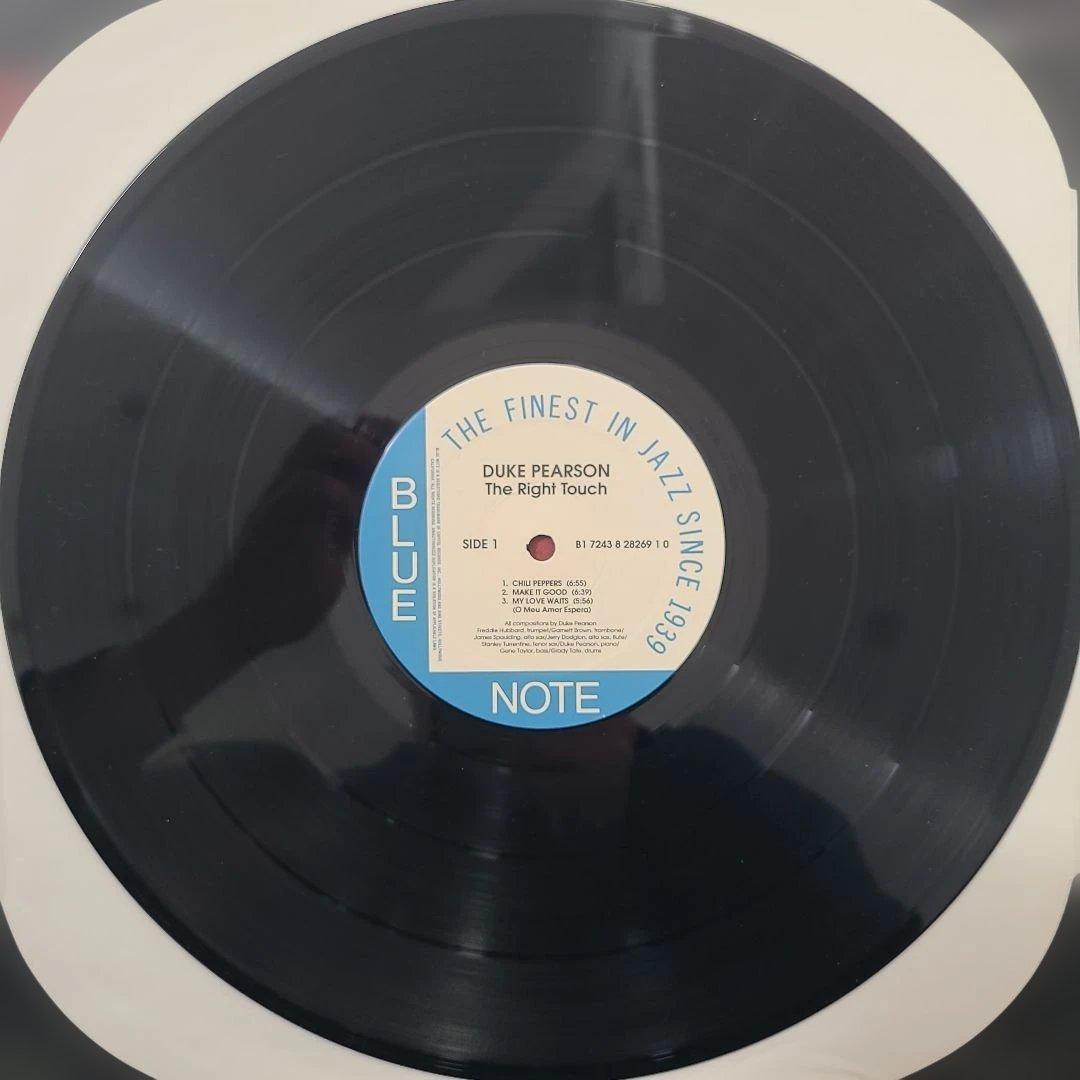 THE FINEST IN JAZZ SINCE 1939
DUKE PEARSON
The Right Touch
SIDE 1
B1 7243 8 28269 1 0
1. CHILI PEPPERS (6:55)
2. MAKE IT GOOD (6:39)
3. MY LOVE WAITS (5:56)
(O Meu Amor Espera)
All compositions by Duke Pearson
Freddie Hubbard, trumpet/Garnett Brown, trombone/
James Spaulding, alto sax/Jerry Dodgion, alto sax, flute/
Stanley Turrentine, tenor sax/Duke Pearson, piano/
Gene Taylor, bass/Grady Tate, drums
BLUE
NOTE